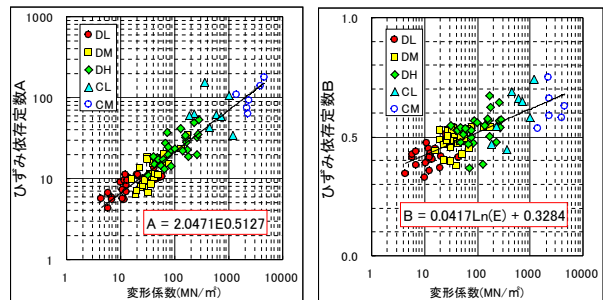 ひずみ依存定数A
1000
100
10
1
DL
DM
DH
CL
CM
A = 2.0471E0.5127
1 10 100 1000 10000
変形係数(MN/㎡)
ひずみ依存定数B
1.0
0.5
0.0
DL
DM
DH
CL
CM
B = 0.0417Ln(E) + 0.3284
1 10 100 1000 10000
変形係数(MN/㎡)